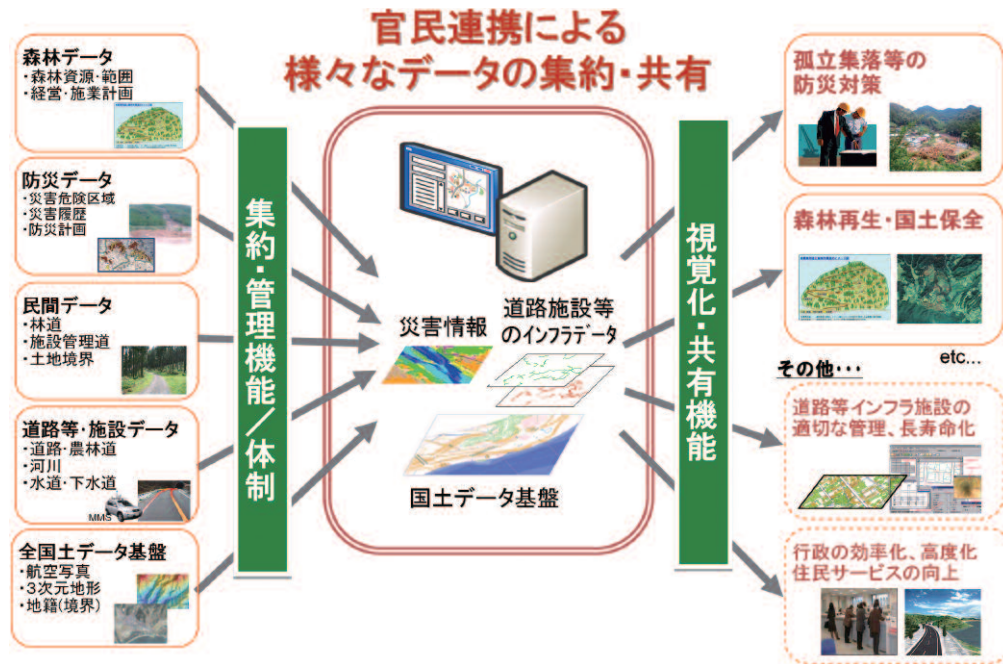 官民連携による
様々なデータの集約・共有
森林データ
・森林資源・範囲
・経営・施業計画
防災データ
・災害危険区域
・災害履歴
・防災計画
民間データ
・林道
・施設管理道
・土地境界
道路等・施設データ
・道路・農林道
・河川
・水道・下水道
MMS
全国土データ基盤
・航空写真
・3次元地形
・地籍(境界)
集約・管理機能/体制
災害情報
道路施設等
のインフラデータ
国土データ基盤
視覚化・共有機能
孤立集落等の
防災対策
森林再生・国土保全
etc...
その他・・・
道路等インフラ施設の
適切な管理、長寿命化
行政の効率化、高度化
住民サービスの向上